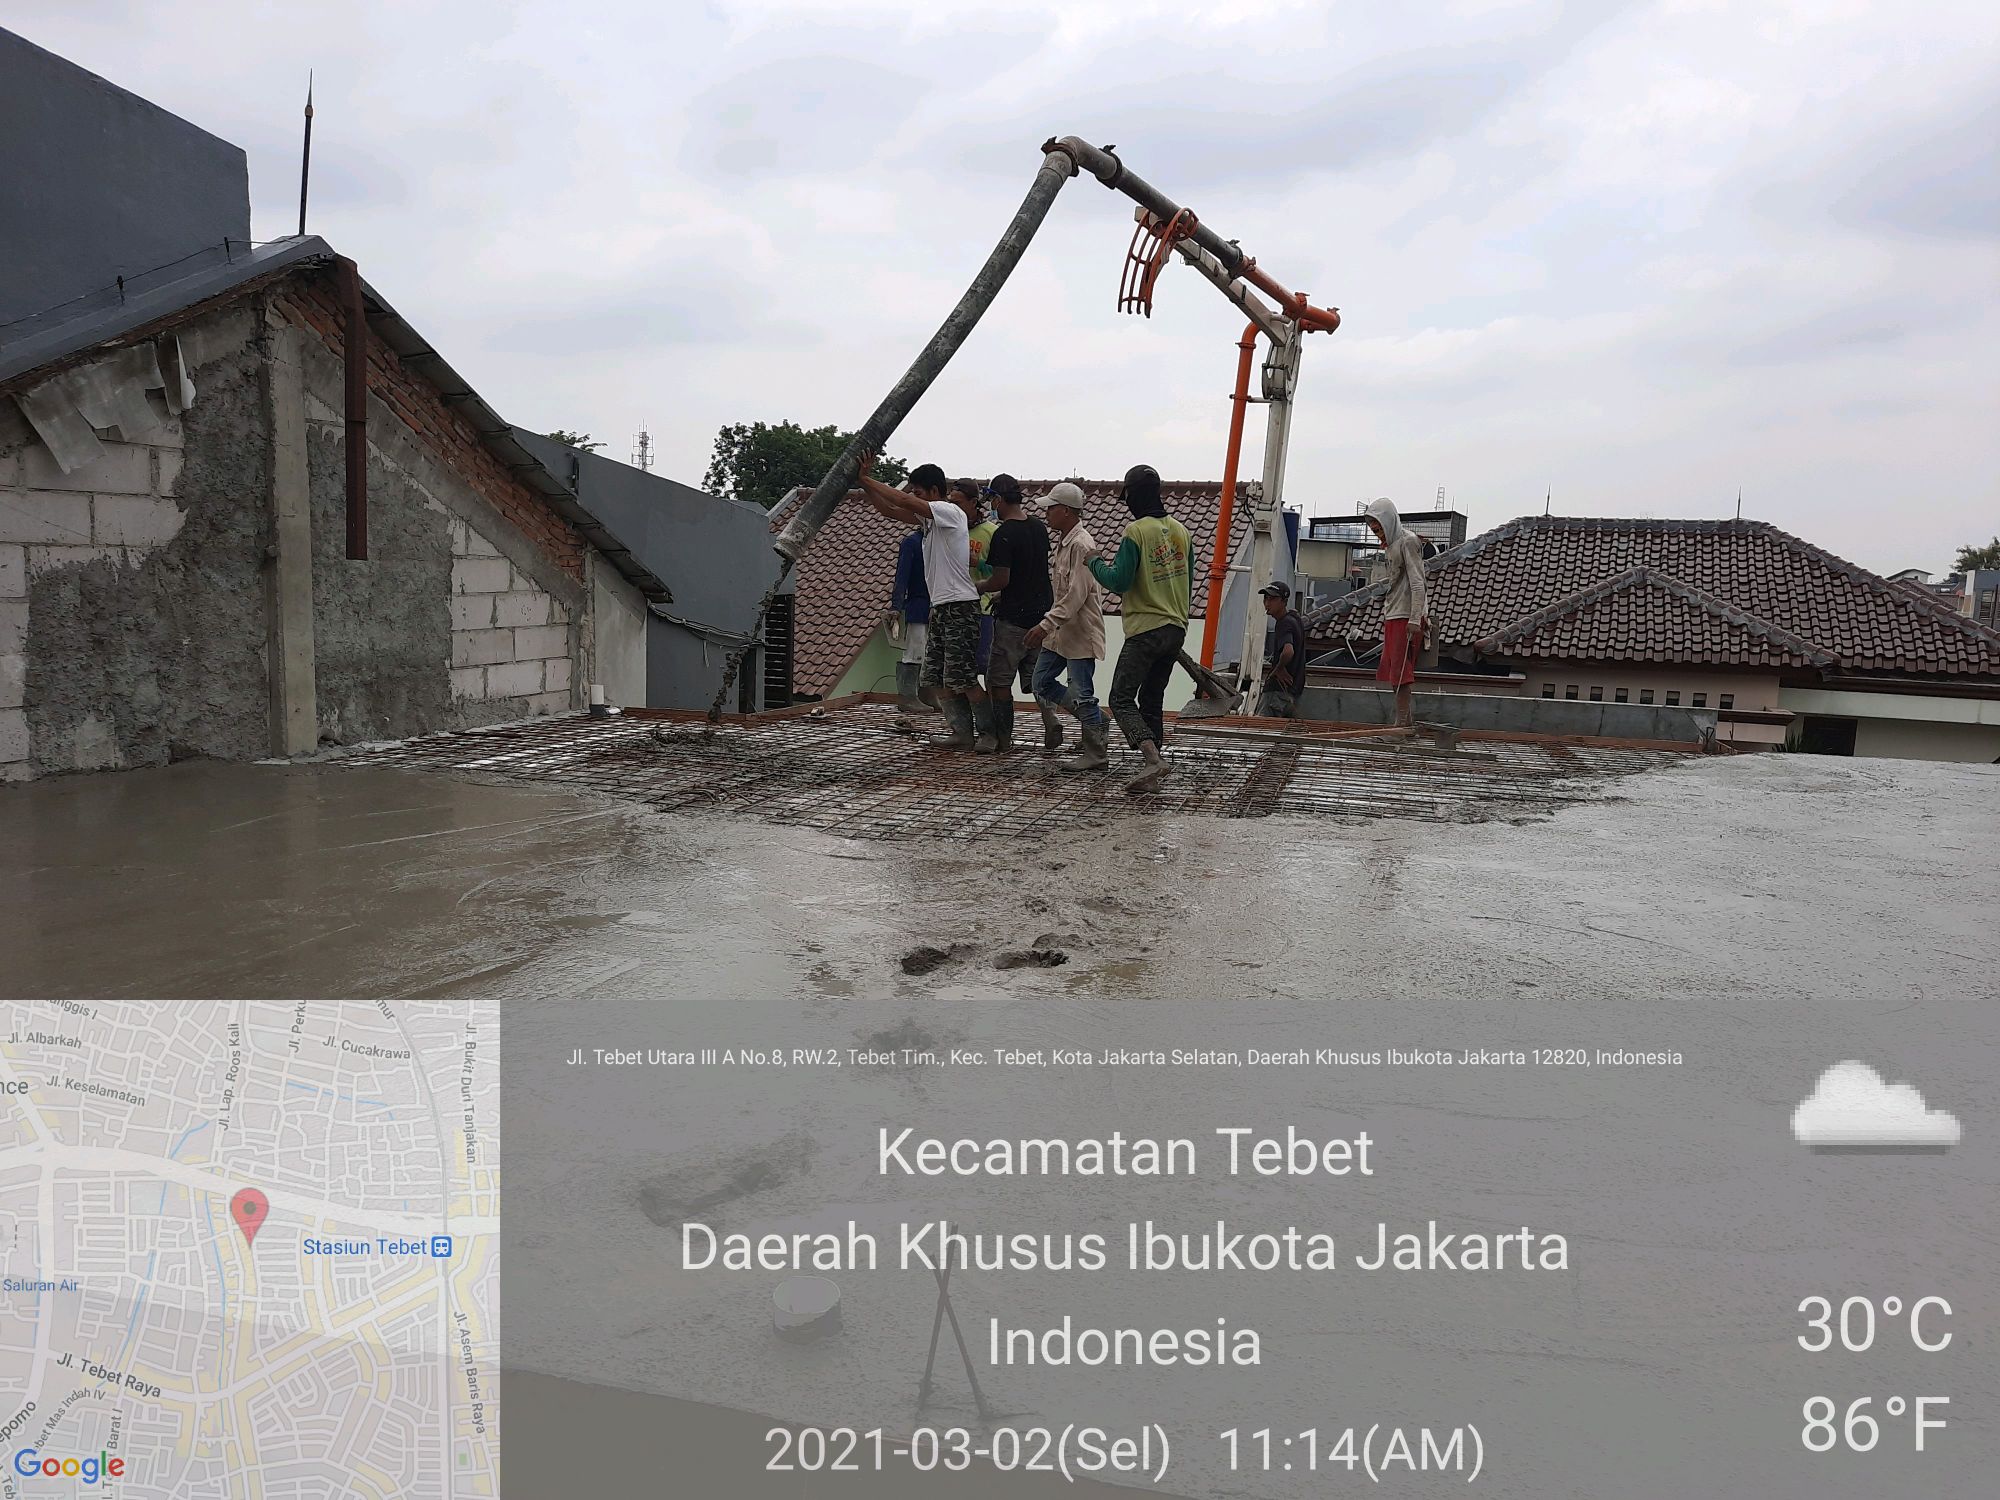 Jl. Tebet Utara III A No.8, RW.2, Tebet Tim., Kec. Tebet, Kota Jakarta Selatan, Daerah Khusus Ibukota Jakarta 12820, Indonesia
Kecamatan Tebet
Daerah Khusus Ibukota Jakarta
Indonesia
2021-03-02(Sel) 11:14(AM)
30°C
86°F
Jl. Albarkah
Jl. Keselamatan
Jl. Lap. Roos Kali
Jl. Perku
Jl. Cucakrawa
Jl. Bukit Duri Tanjakan
nce
Stasiun Tebet
Saluran Air
Jl. Tebet Raya
Jl. Asem Baris Raya
Google